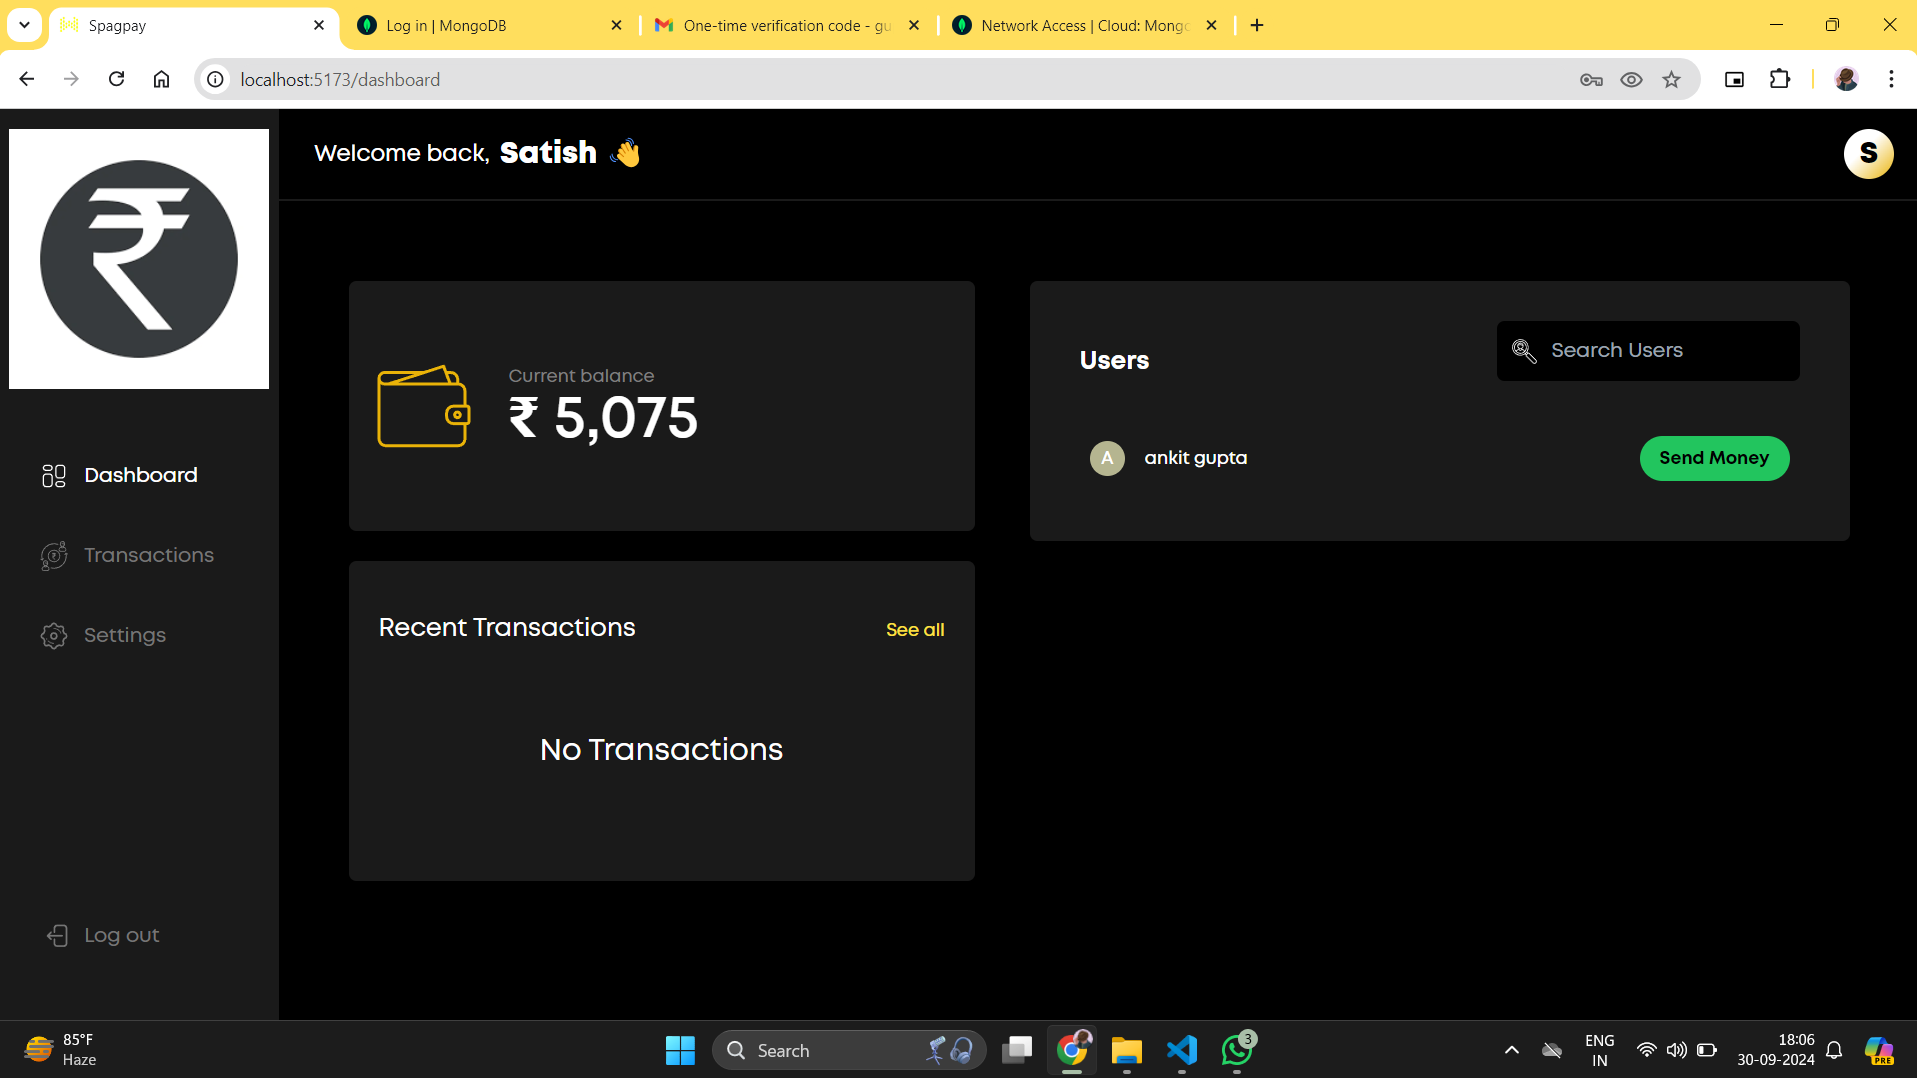 Spagpay
Log in | MongoDB
One-time verification code - gu
Network Access | Cloud: Mongo
localhost:5173/dashboard
₹
Welcome back, Satish 👋
S
Dashboard
Transactions
Settings
Log out
Current balance
₹ 5,075
Recent Transactions
See all
No Transactions
Users
Search Users
A
ankit gupta
Send Money
85°F
Haze
Search
3
ENG
IN
18:06
30-09-2024
PRE